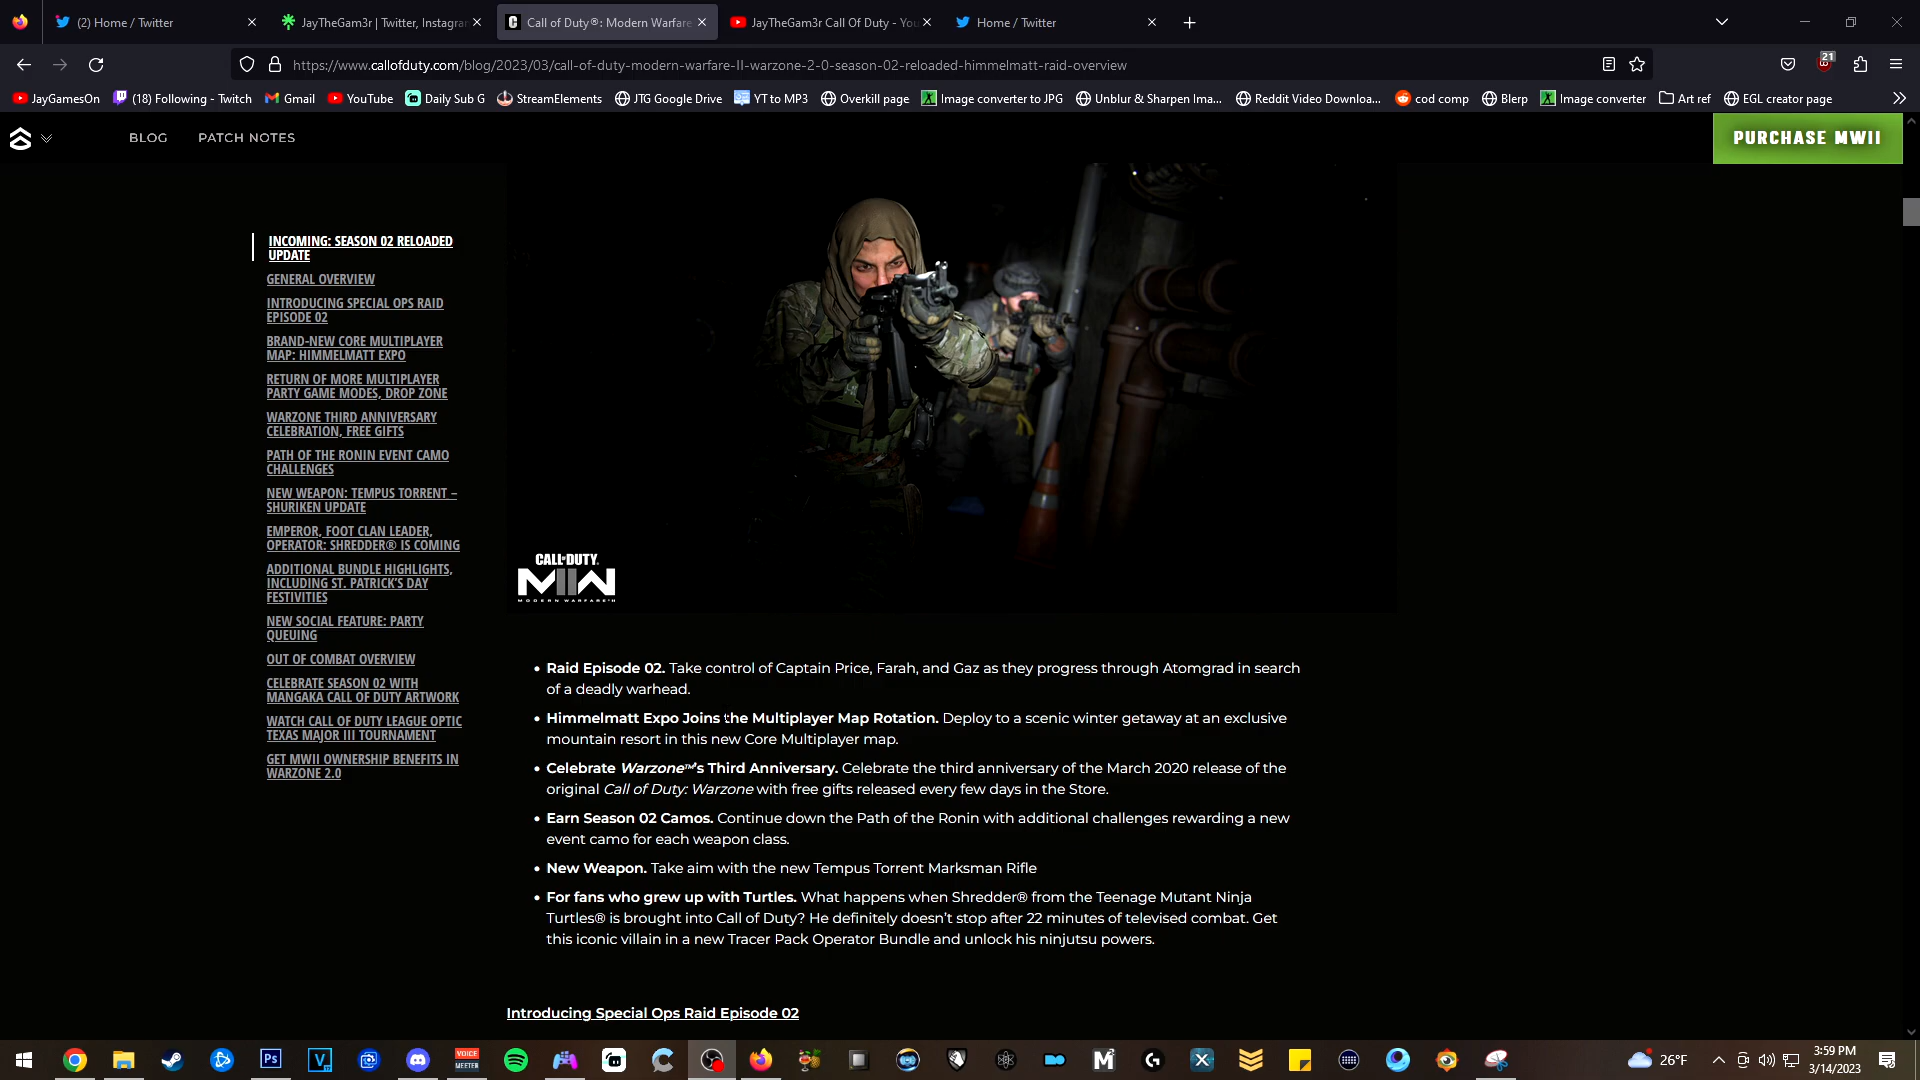 (2) Home / Twitter
JayTheGam3r | Twitter, Instagra
Call of Duty®: Modern Warfare
JayTheGam3r Call Of Duty - You
Home / Twitter
https://www.callofduty.com/blog/2023/03/call-of-duty-modern-warfare-II-warzone-2-0-season-02-reloaded-himmelmatt-raid-overview
21
JayGamesOn
(18) Following - Twitch
Gmail
YouTube
Daily Sub G
StreamElements
JTG Google Drive
YT to MP3
Overkill page
Image converter to JPG
Unblur & Sharpen Ima...
Reddit Video Downloa...
cod comp
Blerp
Image converter
Art ref
EGL creator page
BLOG
PATCH NOTES
PURCHASE MWII
INCOMING: SEASON 02 RELOADED
UPDATE
GENERAL OVERVIEW
INTRODUCING SPECIAL OPS RAID
EPISODE 02
BRAND-NEW CORE MULTIPLAYER
MAP: HIMMELMATT EXPO
RETURN OF MORE MULTIPLAYER
PARTY GAME MODES, DROP ZONE
WARZONE THIRD ANNIVERSARY
CELEBRATION, FREE GIFTS
PATH OF THE RONIN EVENT CAMO
CHALLENGES
NEW WEAPON: TEMPUS TORRENT –
SHURIKEN UPDATE
EMPEROR, FOOT CLAN LEADER,
OPERATOR: SHREDDER® IS COMING
ADDITIONAL BUNDLE HIGHLIGHTS,
INCLUDING ST. PATRICK'S DAY
FESTIVITIES
NEW SOCIAL FEATURE: PARTY
QUEUING
OUT OF COMBAT OVERVIEW
CELEBRATE SEASON 02 WITH
MANGAKA CALL OF DUTY ARTWORK
WATCH CALL OF DUTY LEAGUE OPTIC
TEXAS MAJOR III TOURNAMENT
GET MWII OWNERSHIP BENEFITS IN
WARZONE 2.0
CALL OF DUTY
MWII
MODERN WARFARE II
• Raid Episode 02. Take control of Captain Price, Farah, and Gaz as they progress through Atomgrad in search
of a deadly warhead.
• Himmelmatt Expo Joins the Multiplayer Map Rotation. Deploy to a scenic winter getaway at an exclusive
mountain resort in this new Core Multiplayer map.
• Celebrate Warzone™'s Third Anniversary. Celebrate the third anniversary of the March 2020 release of the
original Call of Duty: Warzone with free gifts released every few days in the Store.
• Earn Season 02 Camos. Continue down the Path of the Ronin with additional challenges rewarding a new
event camo for each weapon class.
• New Weapon. Take aim with the new Tempus Torrent Marksman Rifle
• For fans who grew up with Turtles. What happens when Shredder® from the Teenage Mutant Ninja
Turtles® is brought into Call of Duty? He definitely doesn't stop after 22 minutes of televised combat. Get
this iconic villain in a new Tracer Pack Operator Bundle and unlock his ninjutsu powers.
Introducing Special Ops Raid Episode 02
Ps
V
VOICE
MEETER
26°F
3:59 PM
3/14/2023